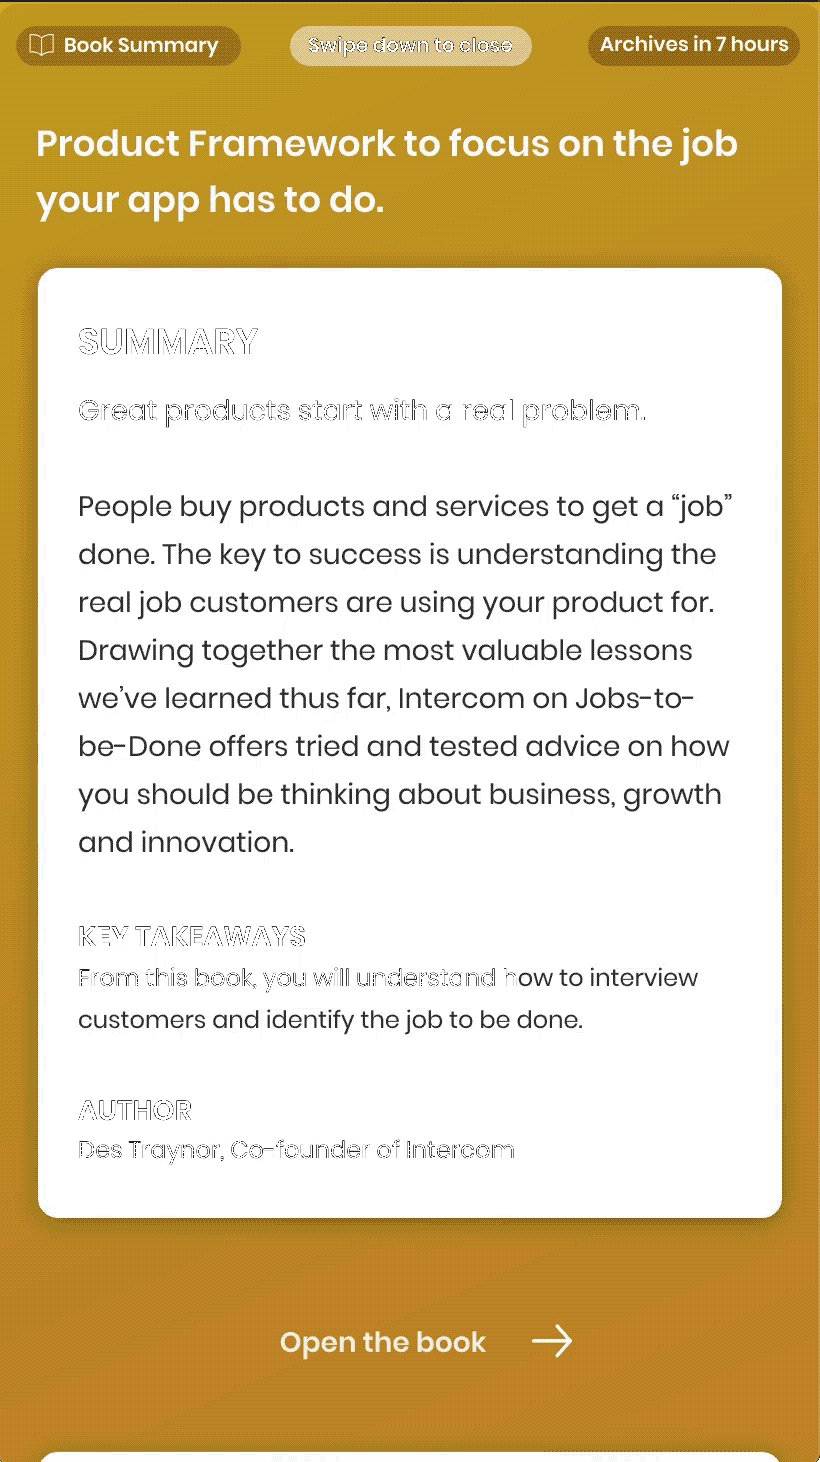 Book Summary
Swipe down to close
Archives in 7 hours
Product Framework to focus on the job
your app has to do.
SUMMARY
Great products start with a real problem.
People buy products and services to get a “job”
done. The key to success is understanding the
real job customers are using your product for.
Drawing together the most valuable lessons
we’ve learned thus far, Intercom on Jobs-to-
be-Done offers tried and tested advice on how
you should be thinking about business, growth
and innovation.
KEY TAKEAWAYS
From this book, you will understand how to interview
customers and identify the job to be done.
AUTHOR
Des Traynor, Co-founder of Intercom
Open the book